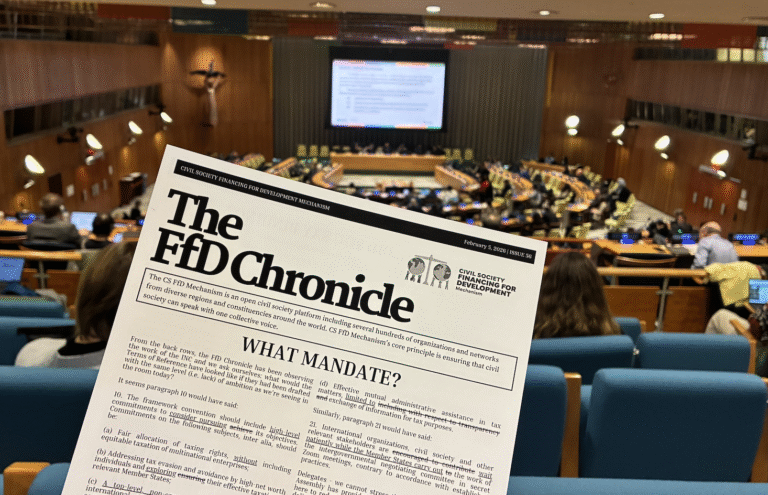 CIVIL SOCIETY FINANCING FOR DEVELOPMENT MECHANISM
February 5, 2026 | ISSUE
The
FfD Chronicle
CIVIL SOCIETY
FINANCING FOR
DEVELOPMENT
Mechanism
The CS FfD Mechanism is an open civil society platform including several hundreds of organizations and networks
from diverse regions and constituencies around the world. CS FfD Mechanism's core principle is ensuring that civil
society can speak with one collective voice.
WHAT MANDATE?
From the back rows, the FfD Chronicle has been observing
the work of the INC and we ask ourselves; what would the
Terms of Reference have looked like if they had been drafted
with the same level (i.e. lack) of ambition as we're seeing in
the room today?
It seems paragraph 10 would have said:
10. The framework convention should include high-level
commitments to consider pursuing achieve its objectives.
Commitments on the following subjects, inter alia, should
be:
(a) Fair allocation of taxing rights, without including
equitable taxation of multinational enterprises;
(b) Addressing tax evasion and avoidance by high-net worth
individuals and exploring ensuring their effective
relevant Member States;
(c) A top-level
international
(d) Effective mutual administrative assistance in tax
matters, limited to including with respect to transparency
and exchange of information for tax purposes.
Similarly, paragraph 21 would have said:
21. International organizations, civil society and other
relevant stakeholders are encouraged to contribute wait
patiently while the Member States carry out to the work of
the intergovernmental negotiating committee in secret
Zoom meetings, contrary to accordance with established
practices.
Delegates - we cannot stress
Assembly has
here to